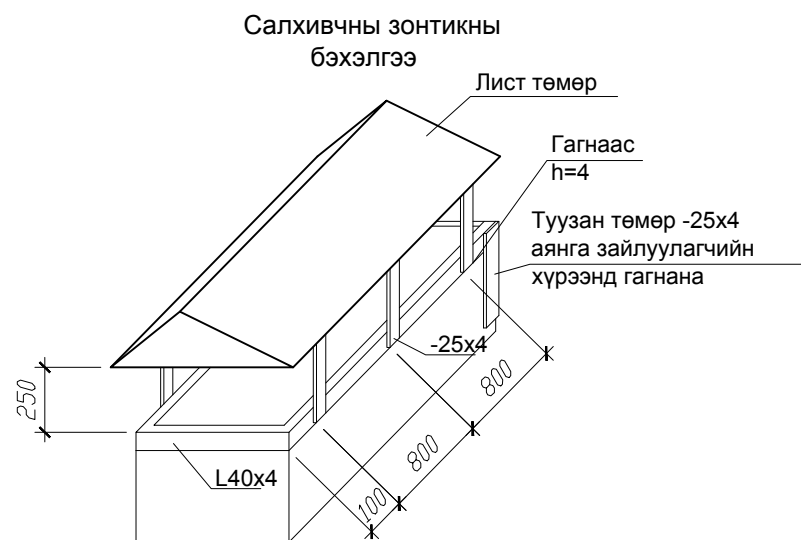 Салхивчны зонтикны
бэхэлгээ
Лист төмөр
Гагнаас
h=4
Туузан төмөр -25x4
аянга зайлуулагчийн
хүрээнд гагнана
-25x4
250
800
800
L40x4
100